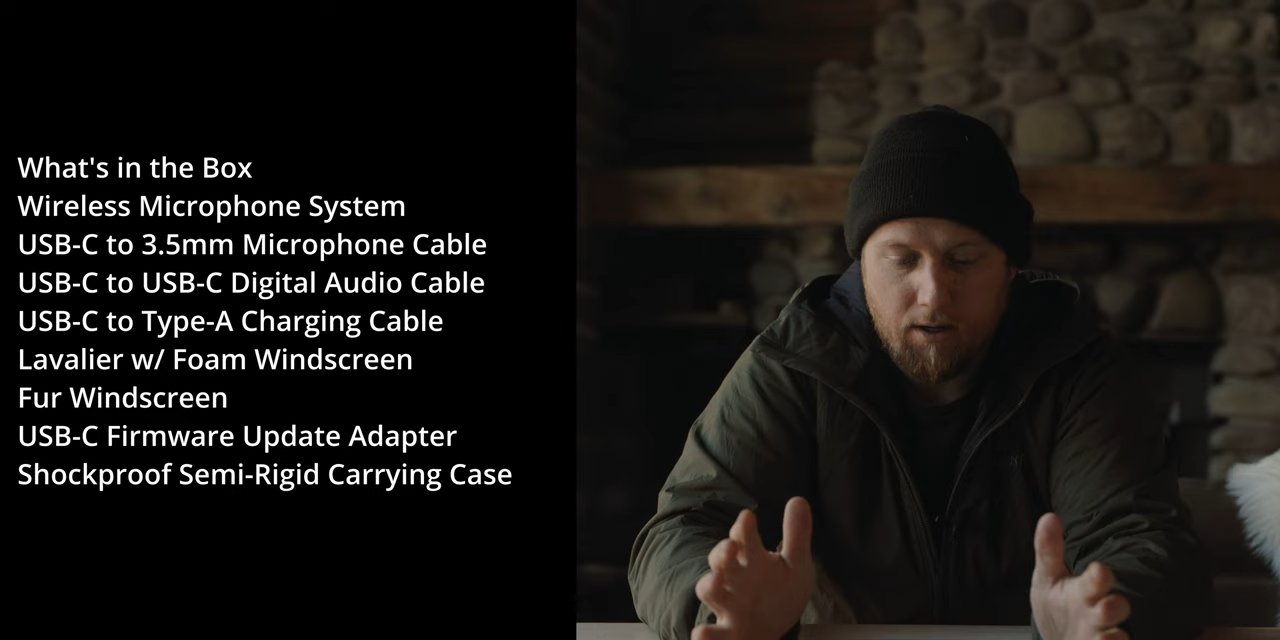 What's in the Box
Wireless Microphone System
USB-C to 3.5mm Microphone Cable
USB-C to USB-C Digital Audio Cable
USB-C to Type-A Charging Cable
Lavalier w/ Foam Windscreen
Fur Windscreen
USB-C Firmware Update Adapter
Shockproof Semi-Rigid Carrying Case